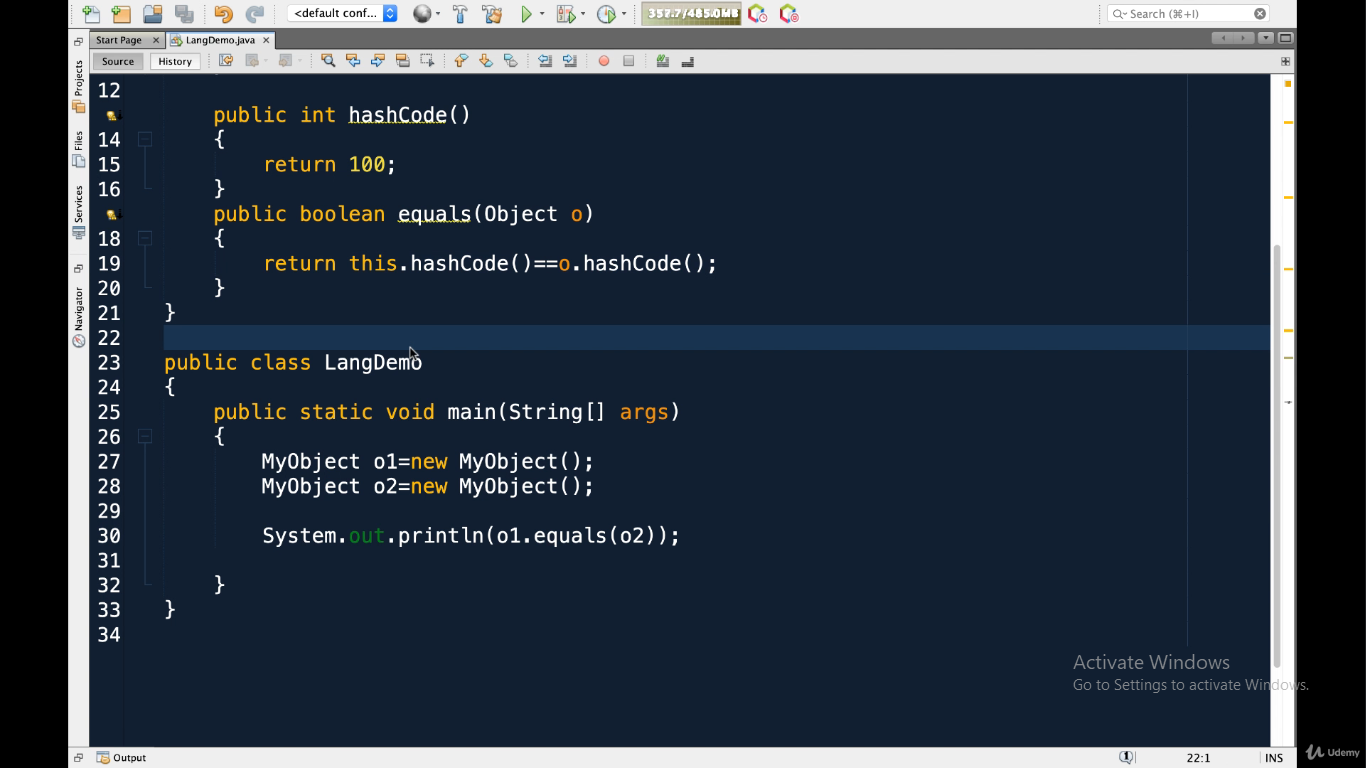 <default conf...
357.7/485.0MB
Search (⌘+I)
Start Page
LangDemo.java
Source
History
Projects
Files
Services
Navigator
12
public int hashCode()
14 {
15 return 100;
16 }
public boolean equals(Object o)
18 {
19 return this.hashCode()==o.hashCode();
20 }
21 }
22
23 public class LangDemo
24 {
25 public static void main(String[] args)
26 {
27 MyObject o1=new MyObject();
28 MyObject o2=new MyObject();
29
30 System.out.println(o1.equals(o2));
31
32 }
33 }
34
Activate Windows
Go to Settings to activate Windows.
Output
22:1
INS
Udemy